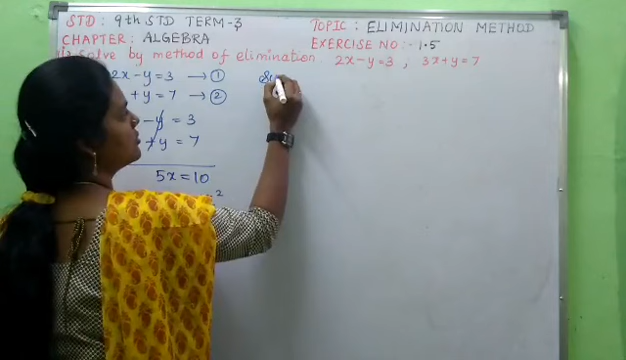 STD : 9th STD TERM-3
TOPIC : ELIMINATION METHOD
CHAPTER : ALGEBRA
EXERCISE NO :- 1.5
Solve by method of elimination 2x-y=3 ; 3x+y=7
2x-y=3 → ①
+y=7 → ②
-y = 3
+y = 7
5x = 10
2